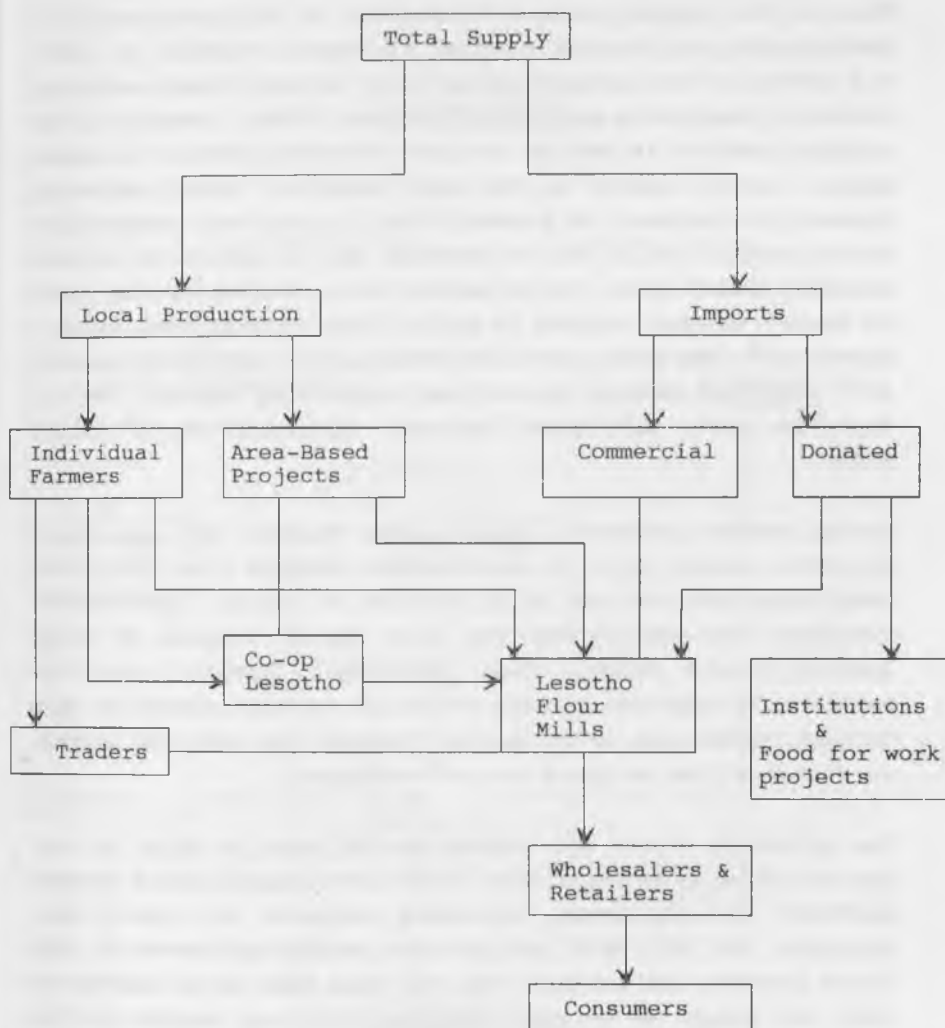 Total Supply
Local Production
Imports
Individual
Farmers
Area-Based
Projects
Commercial
Donated
Co-op
Lesotho
Lesotho
Flour
Mills
Institutions
&
Food for work
projects
Traders
Wholesalers &
Retailers
Consumers